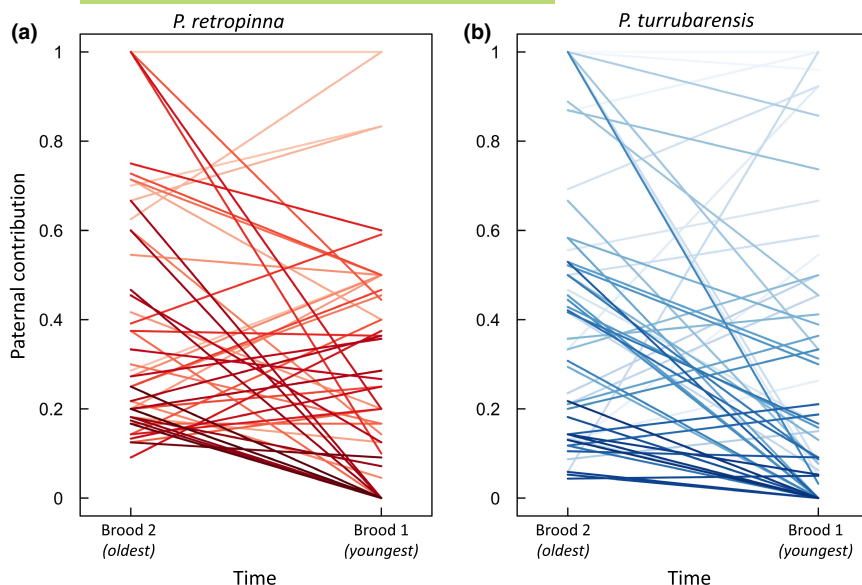 (a)
P. retropinna
(b)
P. turrubarensis
Paternal contribution
1
0.8
0.6
0.4
0.2
0
Brood 2
(oldest)
Brood 1
(youngest)
Time
1
0.8
0.6
0.4
0.2
0
Brood 2
(oldest)
Brood 1
(youngest)
Time